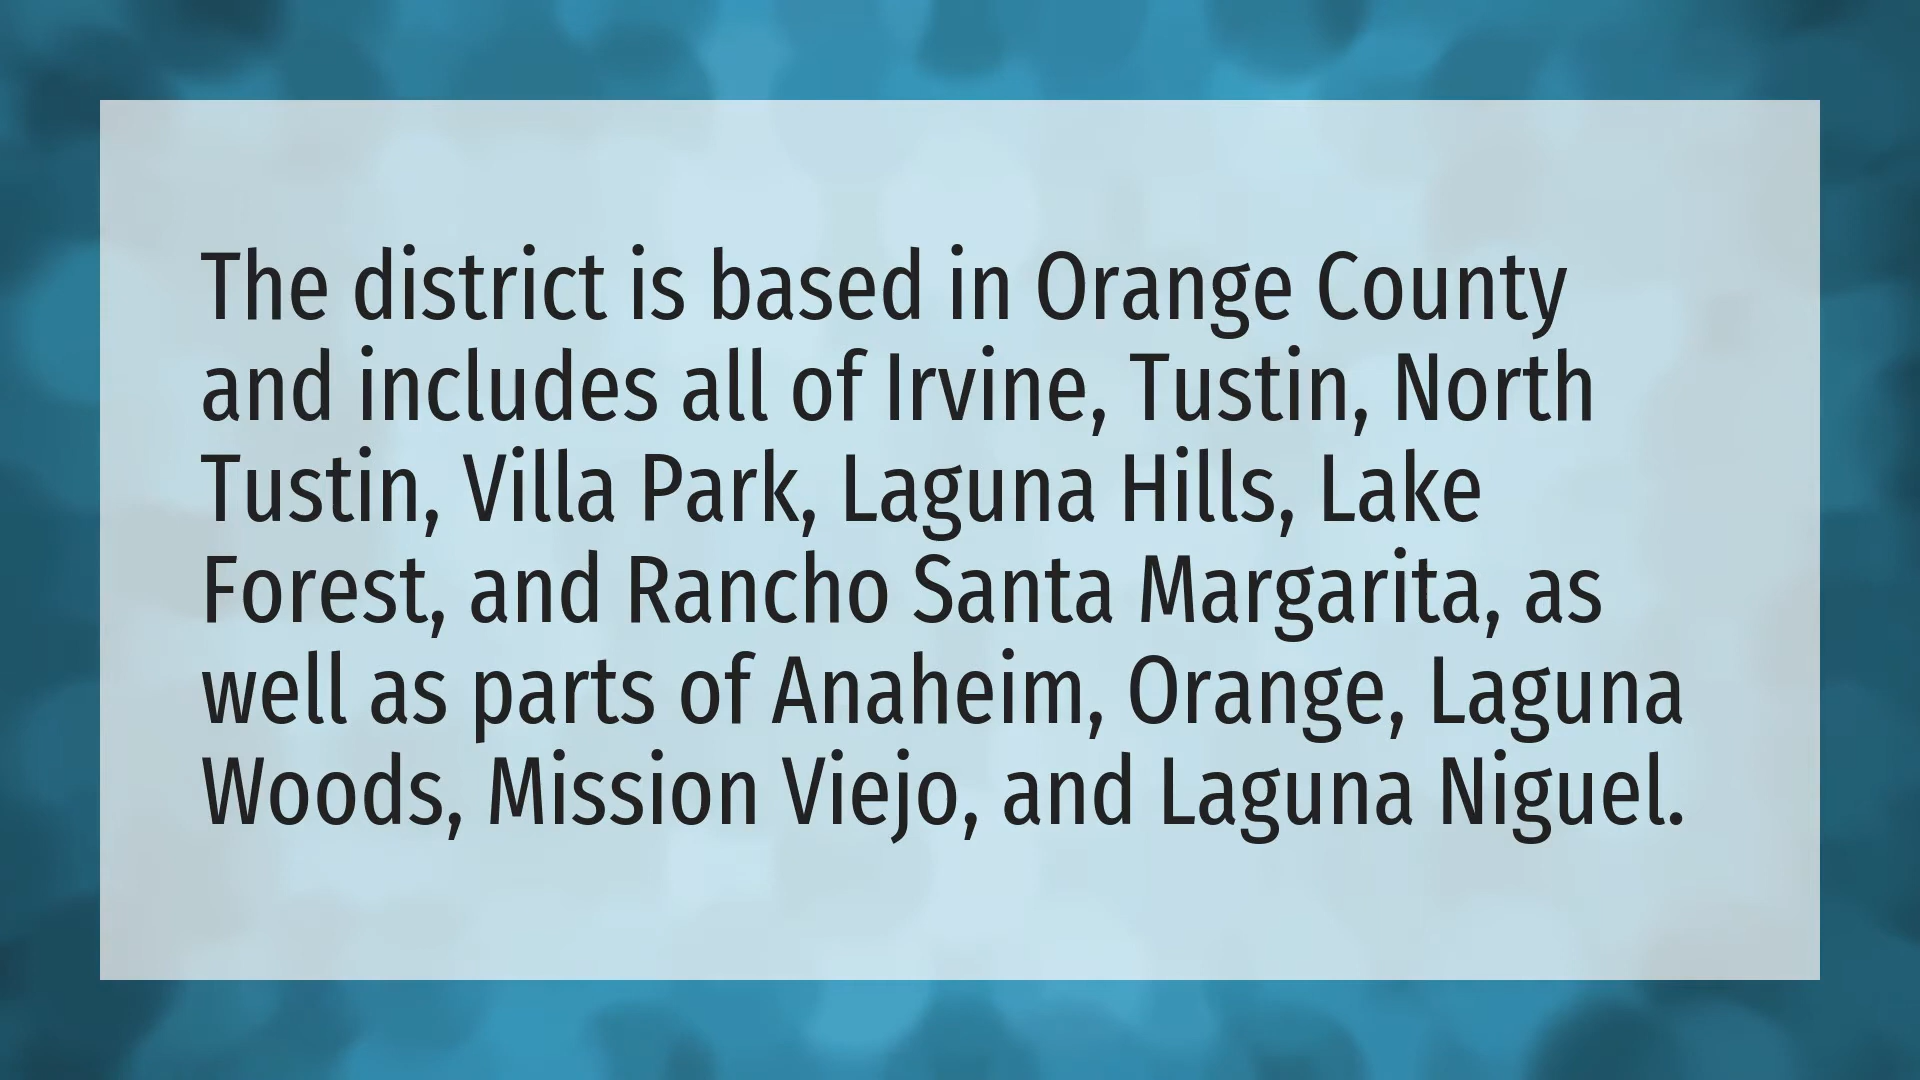 The district is based in Orange County
and includes all of Irvine, Tustin, North
Tustin, Villa Park, Laguna Hills, Lake
Forest, and Rancho Santa Margarita, as
well as parts of Anaheim, Orange, Laguna
Woods, Mission Viejo, and Laguna Niguel.